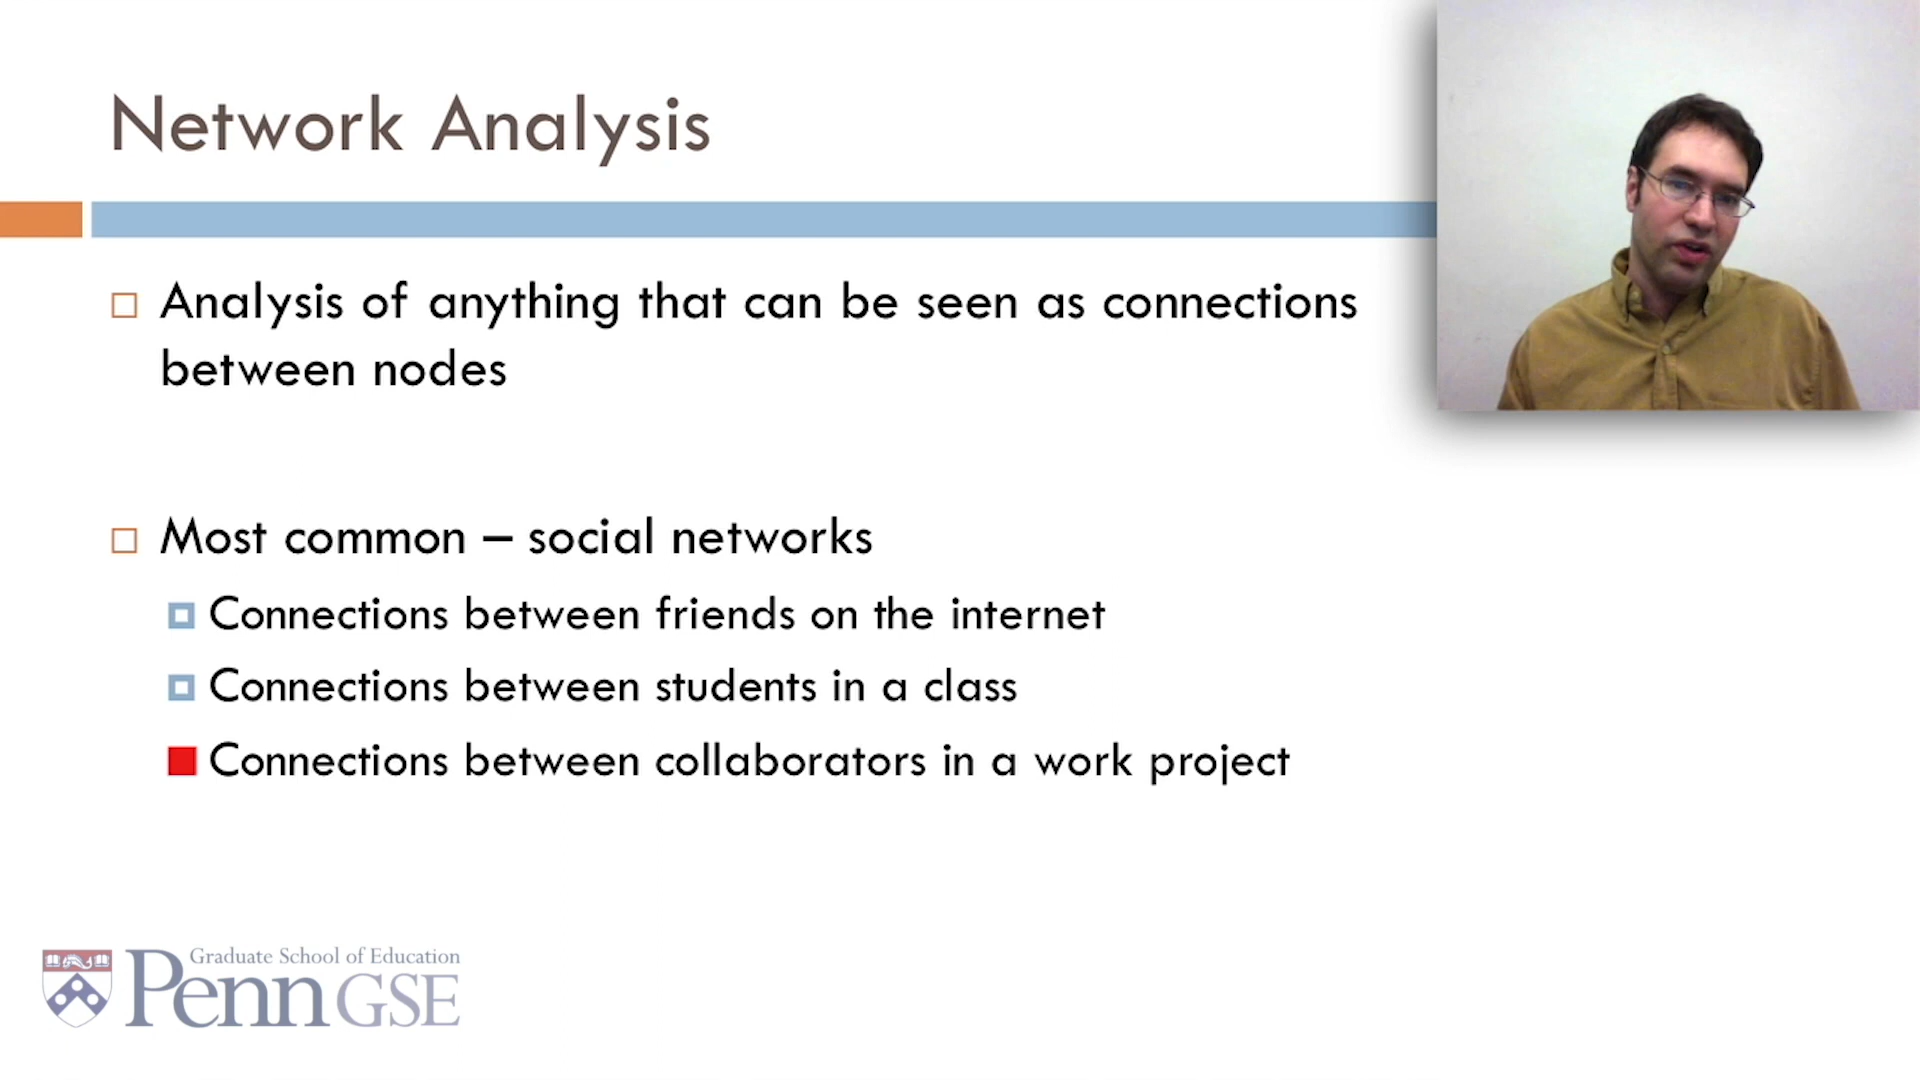 Network Analysis
Analysis of anything that can be seen as connections
between nodes
Most common – social networks
Connections between friends on the internet
Connections between students in a class
Connections between collaborators in a work project
Graduate School of Education
Penn GSE